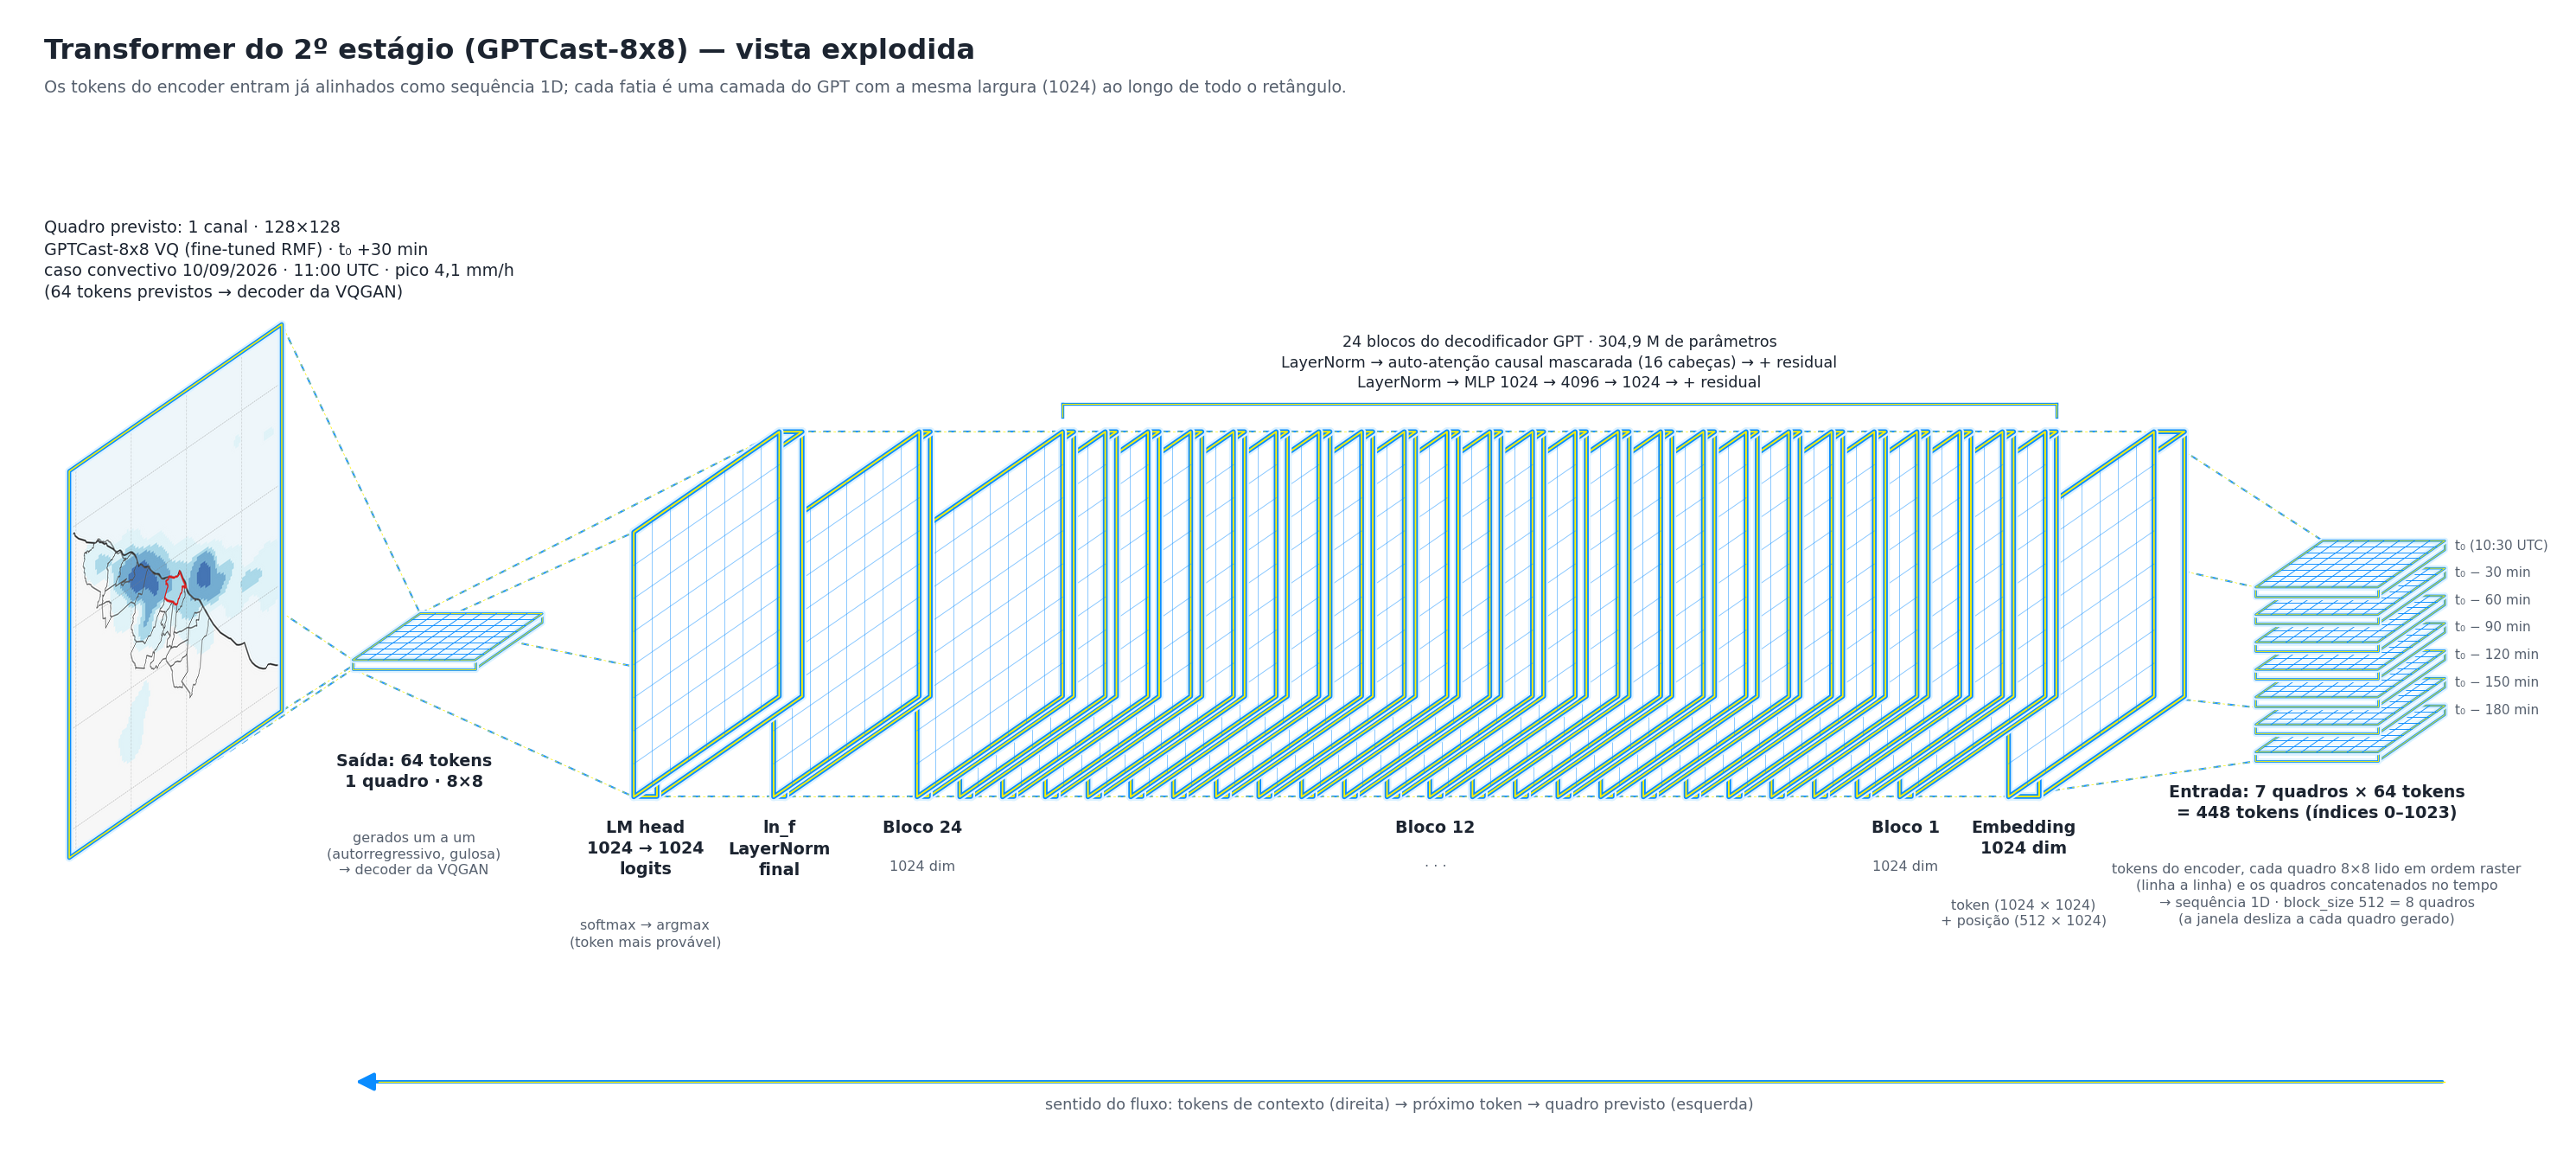 Transformer do 2º estágio (GPTCast-8x8) — vista explodida
Os tokens do encoder entram já alinhados como sequência 1D; cada fatia é uma camada do GPT com a mesma largura (1024) ao longo de todo o retângulo.
Quadro previsto: 1 canal · 128×128
GPTCast-8x8 VQ (fine-tuned RMF) · t₀ +30 min
caso convectivo 10/09/2026 · 11:00 UTC · pico 4,1 mm/h
(64 tokens previstos → decoder da VQGAN)
24 blocos do decodificador GPT · 304,9 M de parâmetros
LayerNorm → auto-atenção causal mascarada (16 cabeças) → + residual
LayerNorm → MLP 1024 → 4096 → 1024 → + residual
t₀ (10:30 UTC)
t₀ − 30 min
t₀ − 60 min
t₀ − 90 min
t₀ − 120 min
t₀ − 150 min
t₀ − 180 min
Saída: 64 tokens
1 quadro · 8×8
gerados um a um
(autorregressivo, gulosa)
→ decoder da VQGAN
LM head
1024 → 1024
logits
softmax → argmax
(token mais provável)
ln_f
LayerNorm
final
Bloco 24
1024 dim
Bloco 12
· · ·
Bloco 1
1024 dim
Embedding
1024 dim
token (1024 × 1024)
+ posição (512 × 1024)
Entrada: 7 quadros × 64 tokens
= 448 tokens (índices 0–1023)
tokens do encoder, cada quadro 8×8 lido em ordem raster
(linha a linha) e os quadros concatenados no tempo
→ sequência 1D · block_size 512 = 8 quadros
(a janela desliza a cada quadro gerado)
sentido do fluxo: tokens de contexto (direita) → próximo token → quadro previsto (esquerda)